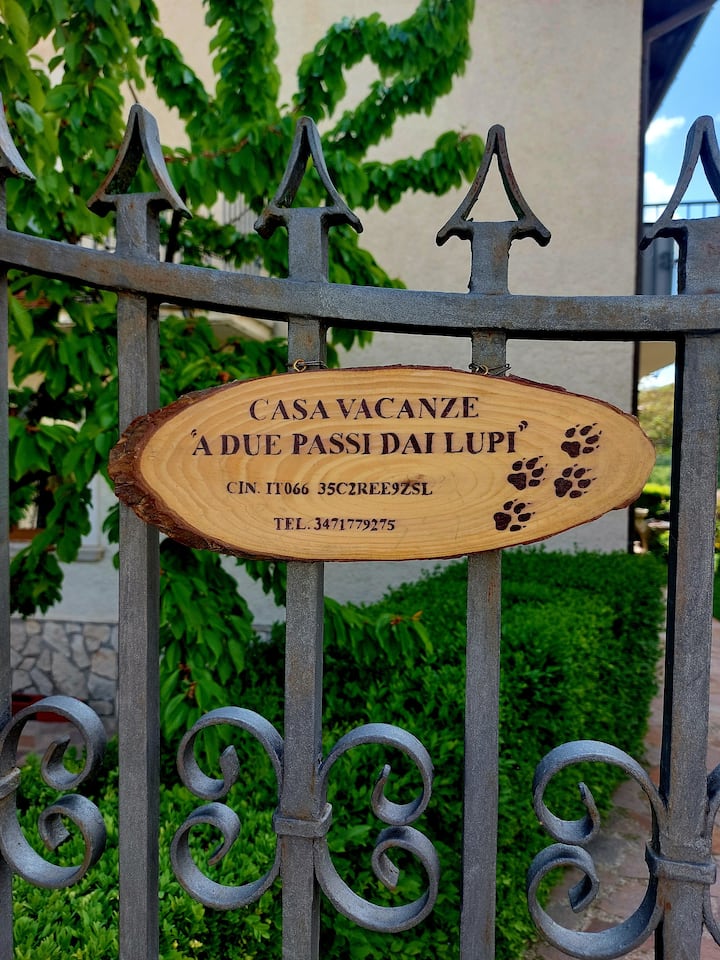 CASA VACANZE
"A DUE PASSI DAI LUPI"
CIN. IT066 35C2REE9ZSL
TEL. 3471779275